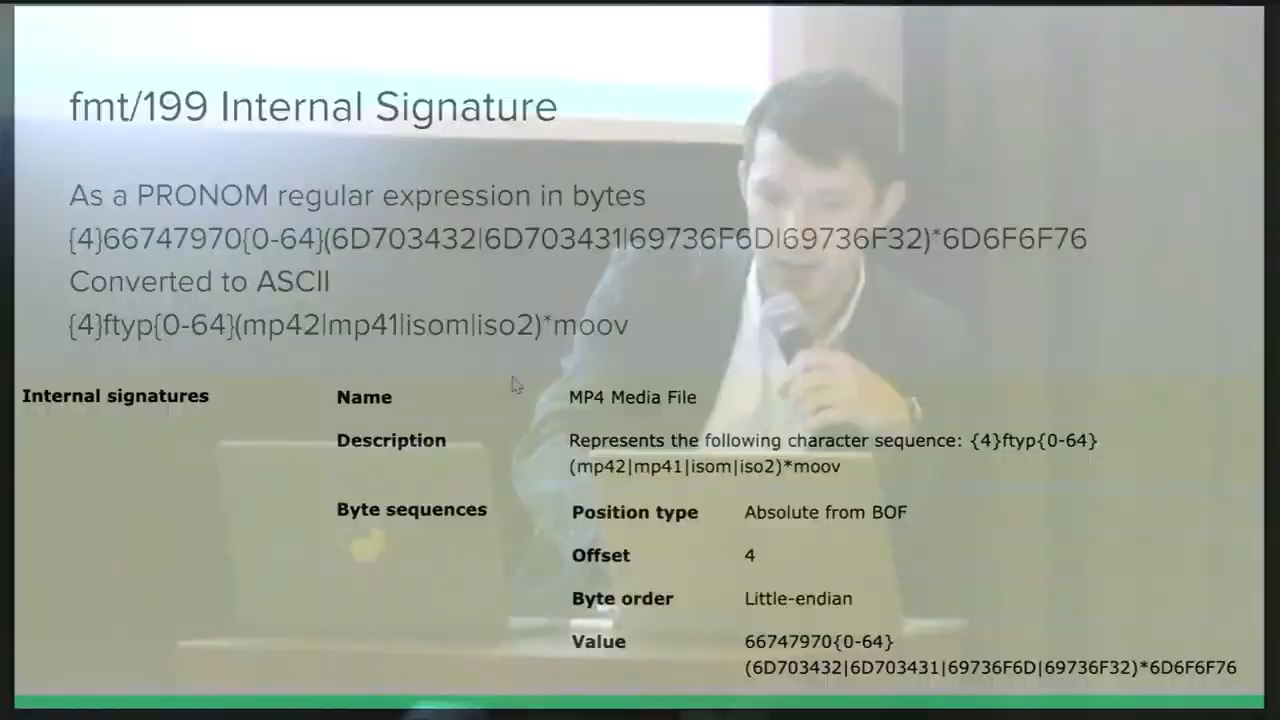 fmt/199 Internal Signature
As a PRONOM regular expression in bytes
{4}66747970{0-64}(6D703432|6D703431|69736F6D|69736F32)*6D6F6F76
Converted to ASCII
{4}ftyp{0-64}(mp42|mp41|isom|iso2)*moov
Internal signatures
Name
MP4 Media File
Description
Represents the following character sequence: {4}ftyp{0-64}
(mp42|mp41|isom|iso2)*moov
Byte sequences
Position type
Absolute from BOF
Offset
4
Byte order
Little-endian
Value
66747970{0-64}
(6D703432|6D703431|69736F6D|69736F32)*6D6F6F76